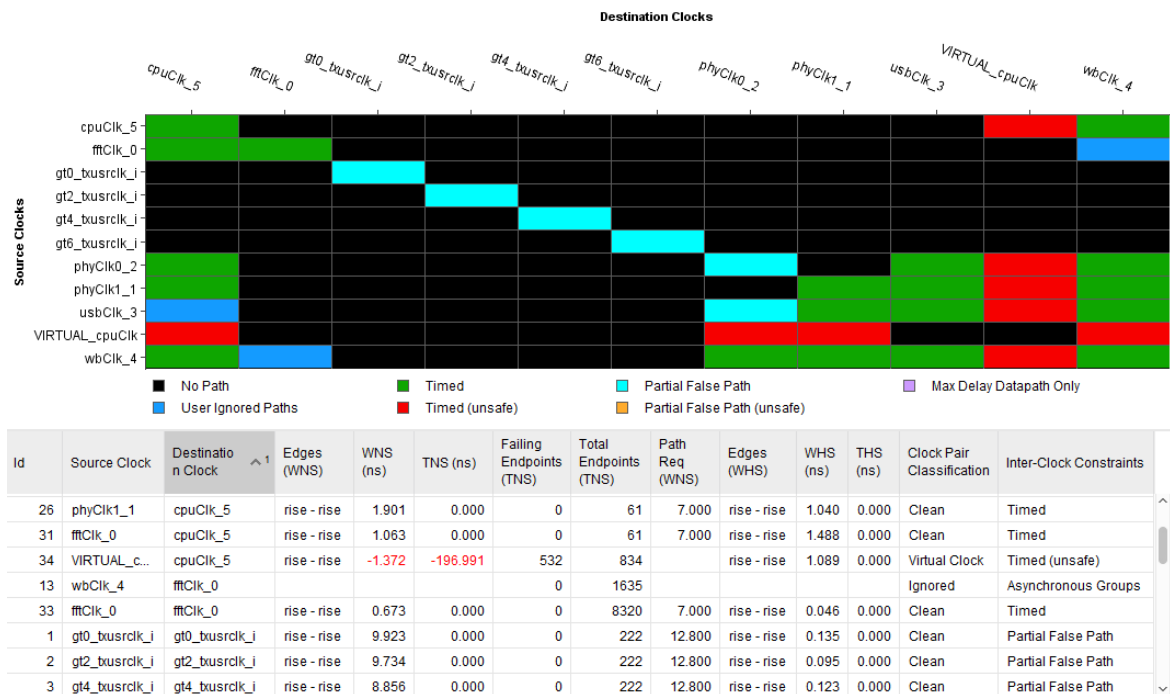 Destination Clocks
cpuClk_5 fftClk_0 gt0_txusrclk_i gt2_txusrclk_i gt4_txusrclk_i gt6_txusrclk_i phyClk0_2 phyClk1_1 usbClk_3 VIRTUAL_cpuClk wbClk_4
Source Clocks
cpuClk_5
fftClk_0
gt0_txusrclk_i
gt2_txusrclk_i
gt4_txusrclk_i
gt6_txusrclk_i
phyClk0_2
phyClk1_1
usbClk_3
VIRTUAL_cpuClk
wbClk_4
No Path Timed Partial False Path Max Delay Datapath Only
User Ignored Paths Timed (unsafe) Partial False Path (unsafe)
Id Source Clock Destinatio n Clock 1 Edges (WNS) WNS (ns) TNS (ns) Failing Endpoints (TNS) Total Endpoints (TNS) Path Req (WNS) Edges (WHS) WHS (ns) THS (ns) Clock Pair Classification Inter-Clock Constraints
26 phyClk1_1 cpuClk_5 rise - rise 1.901 0.000 0 61 7.000 rise - rise 1.040 0.000 Clean Timed
31 fftClk_0 cpuClk_5 rise - rise 1.063 0.000 0 61 7.000 rise - rise 1.488 0.000 Clean Timed
34 VIRTUAL_c... cpuClk_5 rise - rise -1.372 -196.991 532 834 rise - rise 1.089 0.000 Virtual Clock Timed (unsafe)
13 wbClk_4 fftClk_0 0 1635 Ignored Asynchronous Groups
33 fftClk_0 fftClk_0 rise - rise 0.673 0.000 0 8320 7.000 rise - rise 0.046 0.000 Clean Timed
1 gt0_txusrclk_i gt0_txusrclk_i rise - rise 9.923 0.000 0 222 12.800 rise - rise 0.135 0.000 Clean Partial False Path
2 gt2_txusrclk_i gt2_txusrclk_i rise - rise 9.734 0.000 0 222 12.800 rise - rise 0.095 0.000 Clean Partial False Path
3 gt4_txusrclk_i gt4_txusrclk_i rise - rise 8.856 0.000 0 222 12.800 rise - rise 0.123 0.000 Clean Partial False Path